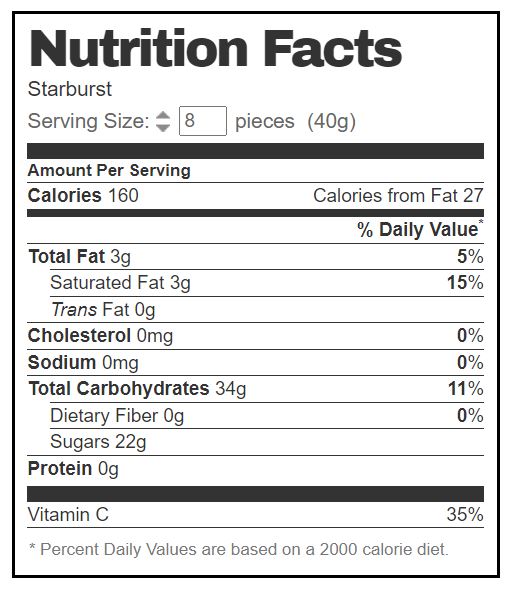 Nutrition Facts
Starburst
Serving Size: 8 pieces (40g)
Amount Per Serving
Calories 160 Calories from Fat 27
% Daily Value*
Total Fat 3g 5%
Saturated Fat 3g 15%
Trans Fat 0g
Cholesterol 0mg 0%
Sodium 0mg 0%
Total Carbohydrates 34g 11%
Dietary Fiber 0g 0%
Sugars 22g
Protein 0g
Vitamin C 35%
* Percent Daily Values are based on a 2000 calorie diet.